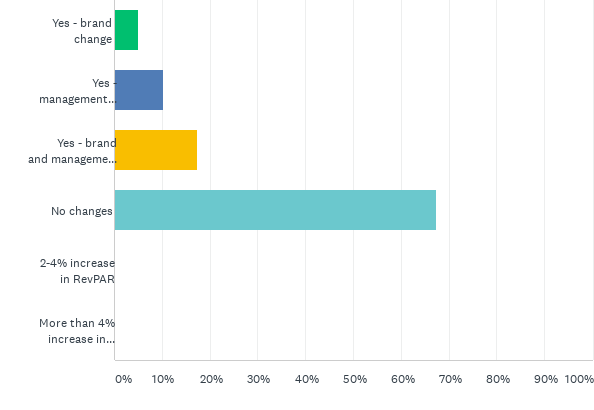 Yes - brand
change
Yes -
management...
Yes - brand
and manageme...
No changes
2-4% increase
in RevPAR
More than 4%
increase in...
0% 10% 20% 30% 40% 50% 60% 70% 80% 90% 100%